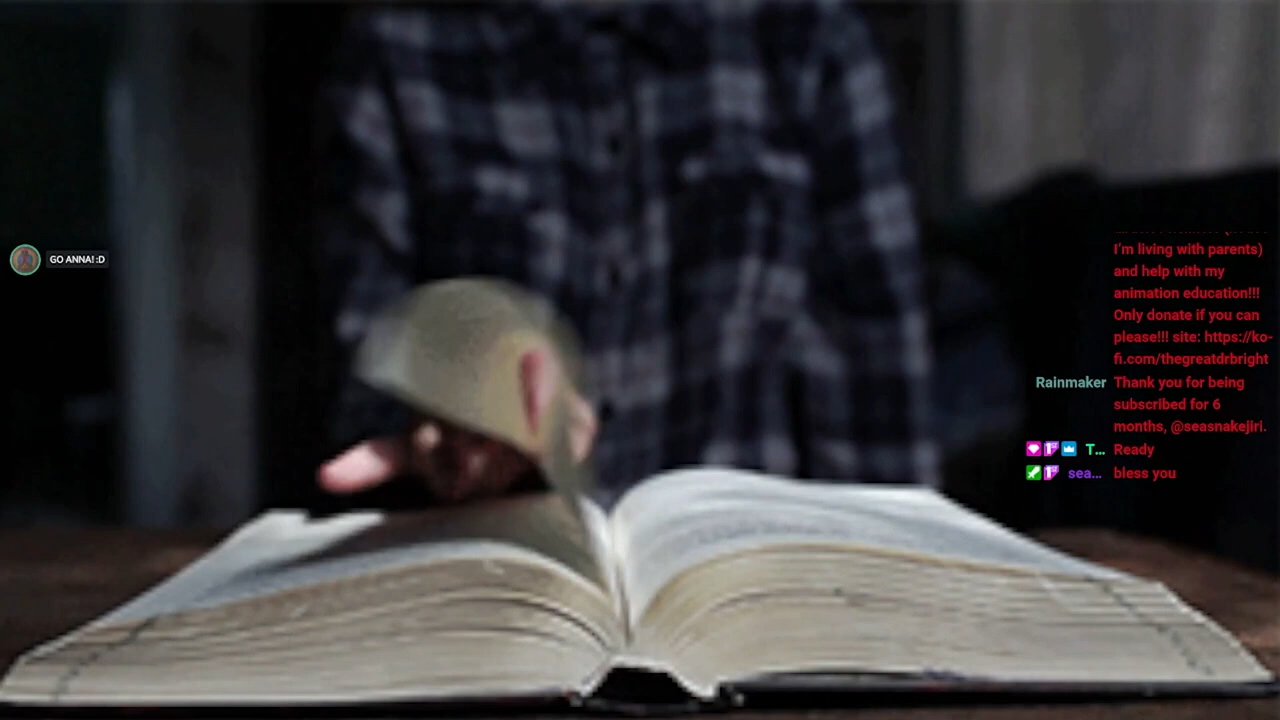 GO ANNA! :D
I'm living with parents)
and help with my
animation education!!!
Only donate if you can
please!!! site: https://ko-
fi.com/thegreatdrbright
Rainmaker Thank you for being
subscribed for 6
months, @seasnakejiri.
T... Ready
sea... bless you